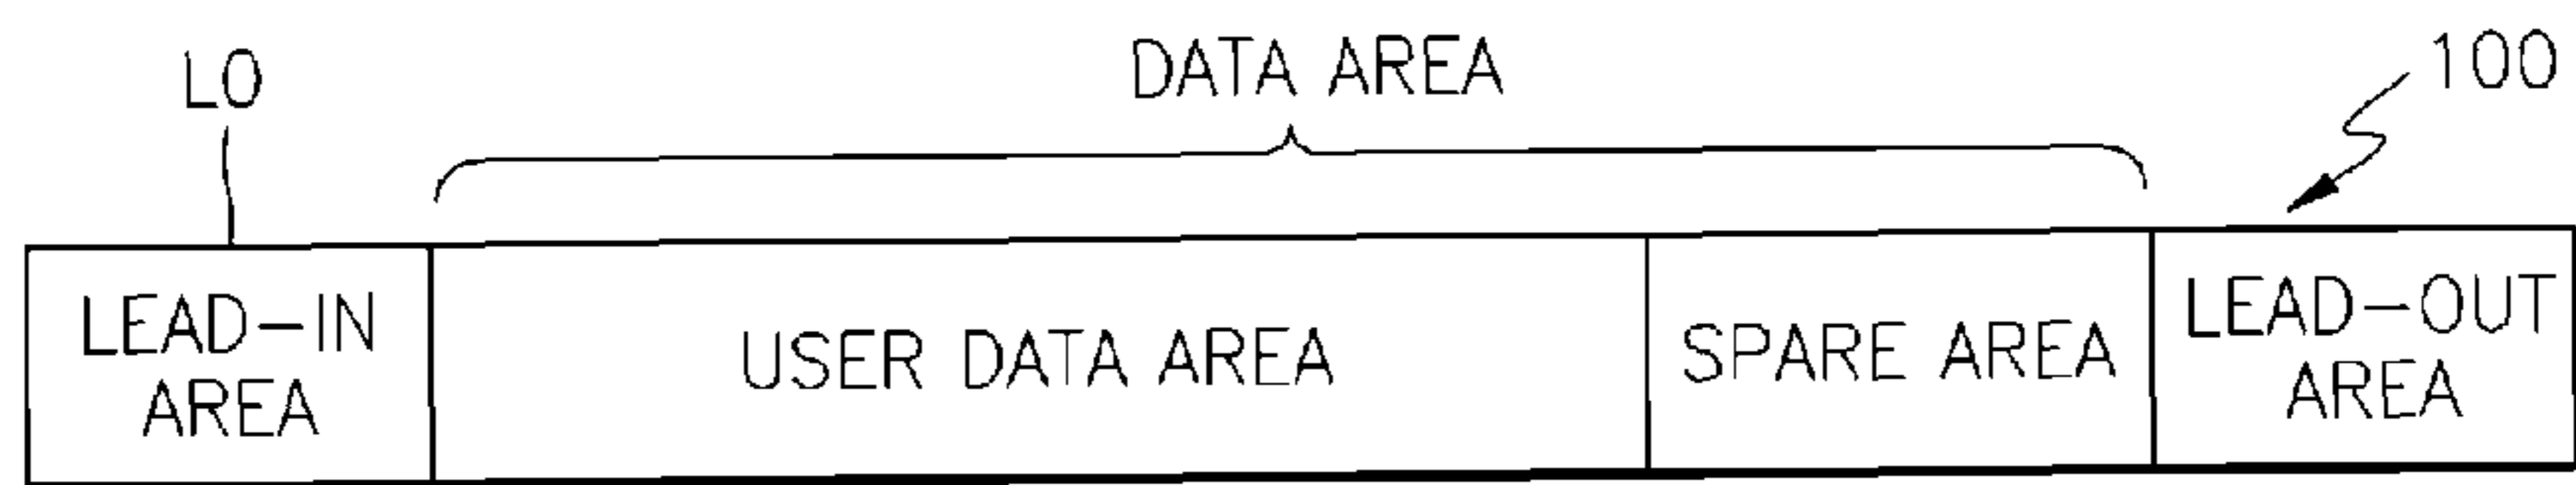 L0
DATA AREA
100
LEAD-IN
AREA
USER DATA AREA
SPARE AREA
LEAD-OUT
AREA